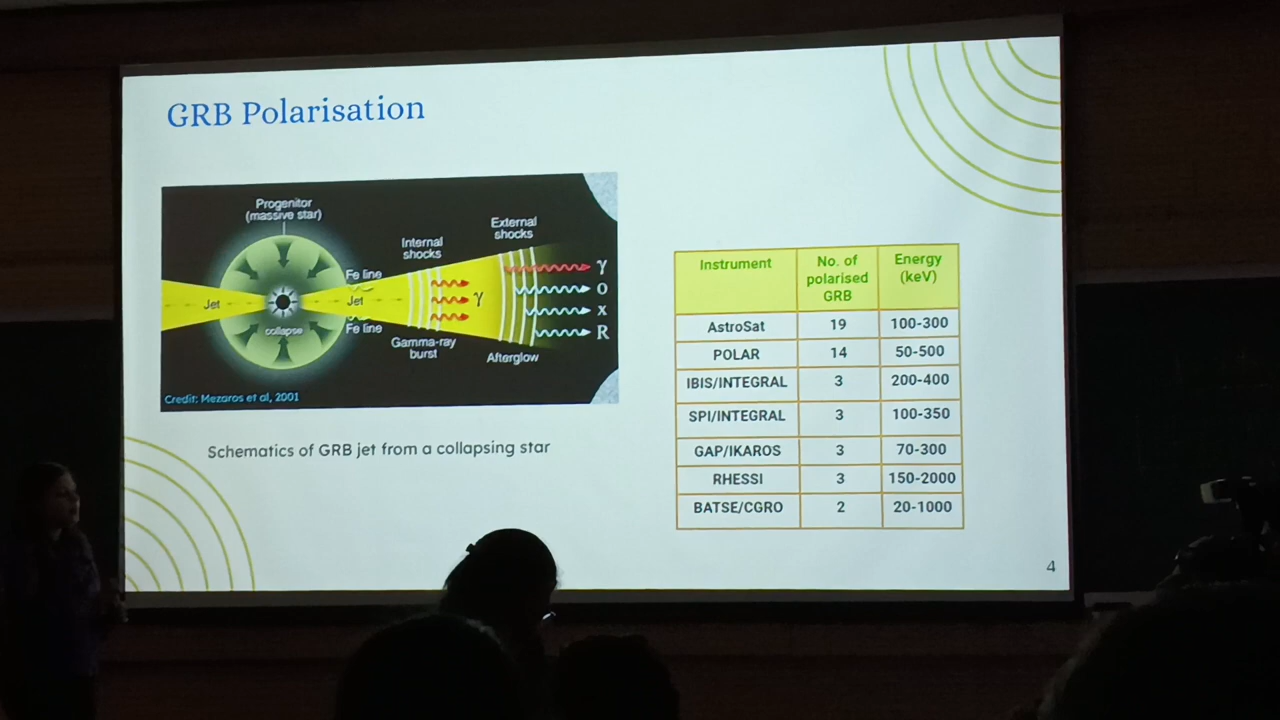 GRB Polarisation
Progenitor
(massive star)
External
shocks
Internal
shocks
Fe line
Jet
Jet
γ
γ
O
X
R
collapse
Fe line
Gamma-ray
burst
Afterglow
Credit: Mezaros et al, 2001
Schematics of GRB jet from a collapsing star
Instrument No. of polarised GRB Energy (keV)
AstroSat 19 100-300
POLAR 14 50-500
IBIS/INTEGRAL 3 200-400
SPI/INTEGRAL 3 100-350
GAP/IKAROS 3 70-300
RHESSI 3 150-2000
BATSE/CGRO 2 20-1000
4